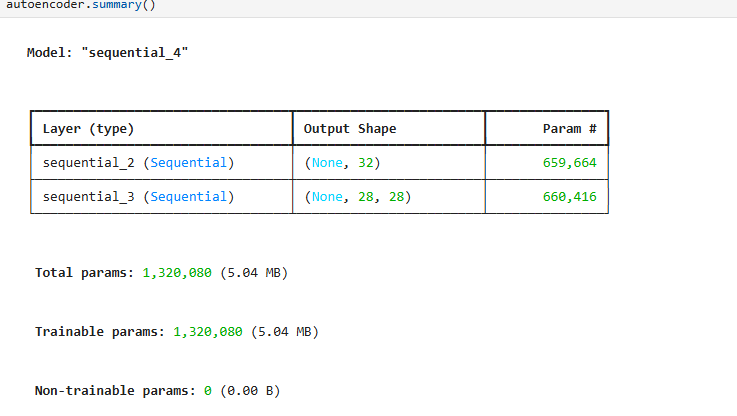 autoencoder.summary()
Model: "sequential_4"
Layer (type) Output Shape Param #
sequential_2 (Sequential) (None, 32) 659,664
sequential_3 (Sequential) (None, 28, 28) 660,416
Total params: 1,320,080 (5.04 MB)
Trainable params: 1,320,080 (5.04 MB)
Non-trainable params: 0 (0.00 B)